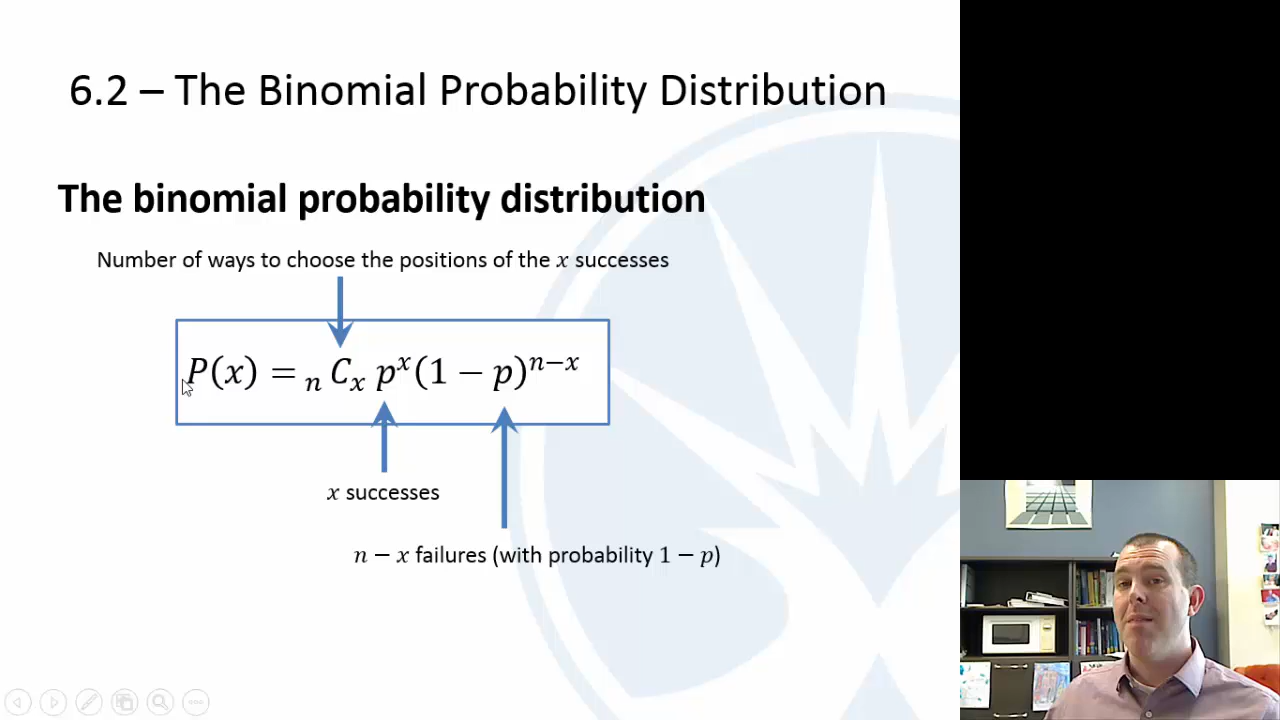 6.2 – The Binomial Probability Distribution
The binomial probability distribution
Number of ways to choose the positions of the 𝑥 successes
𝑃(𝑥) = ₙ𝐶ₓ 𝑝ˣ(1 − 𝑝)ⁿ⁻ˣ
𝑥 successes
𝑛 − 𝑥 failures (with probability 1 − 𝑝)